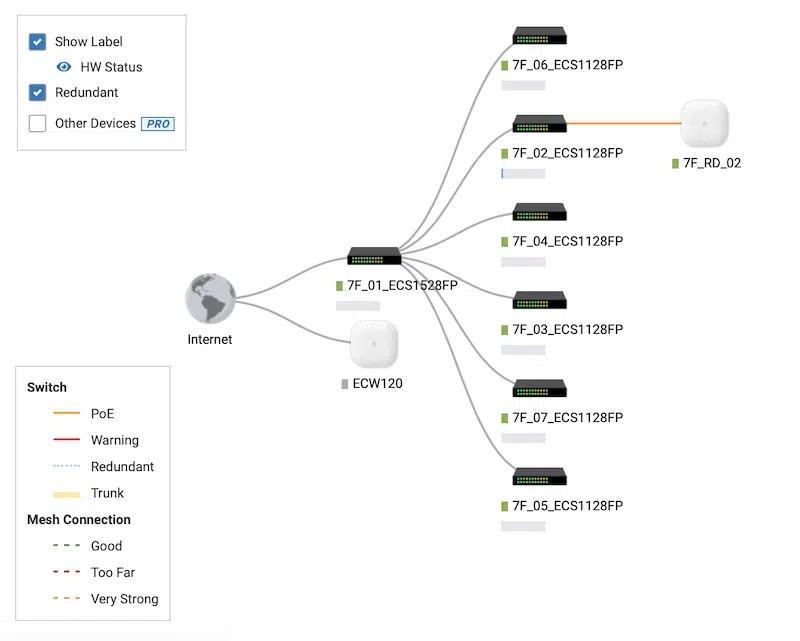 Show Label
HW Status
Redundant
Other Devices PRO
7F_06_ECS1128FP
7F_02_ECS1128FP
7F_RD_02
7F_04_ECS1128FP
7F_01_ECS1528FP
Internet
7F_03_ECS1128FP
ECW120
7F_07_ECS1128FP
7F_05_ECS1128FP
Switch
PoE
Warning
Redundant
Trunk
Mesh Connection
Good
Too Far
Very Strong